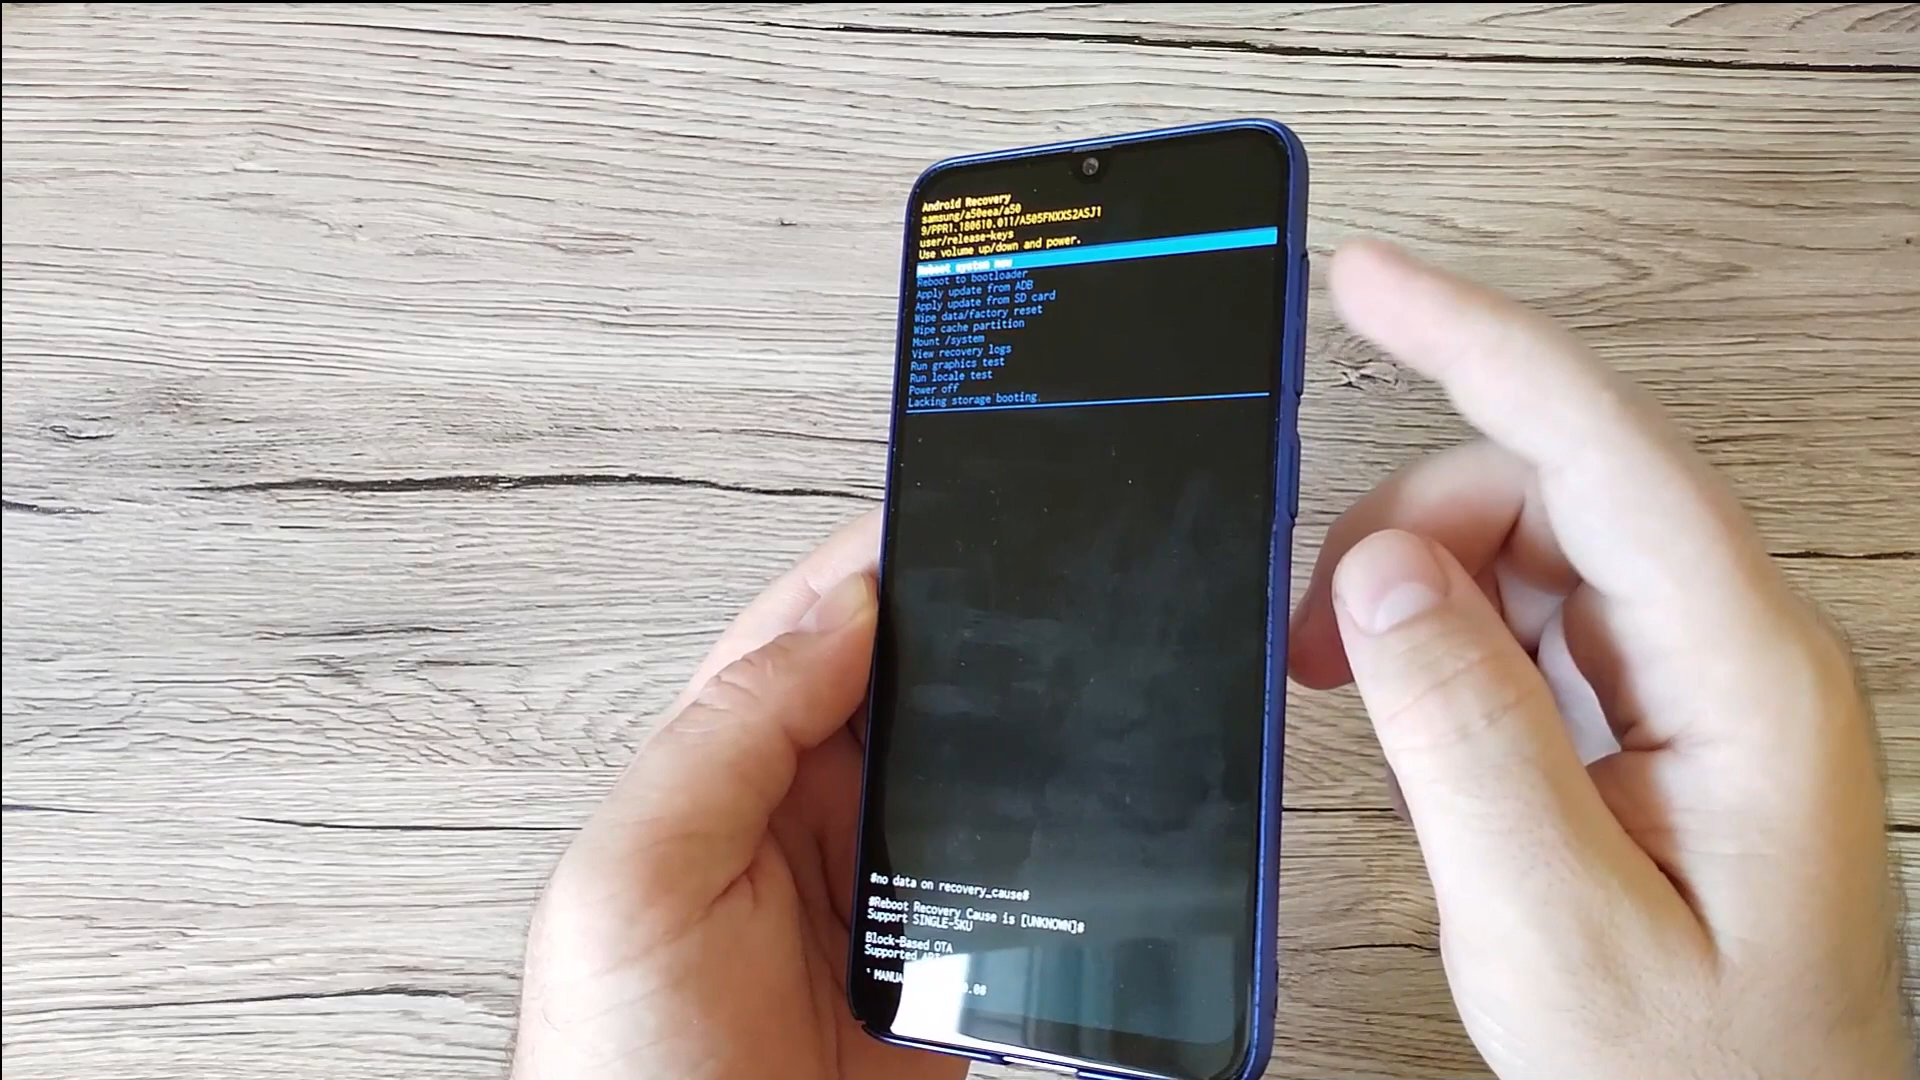 Android Recovery
samsung/a50eea/a50
9/PPR1.180610.011/A505FNXXS2ASJ1
user/release-keys
Use volume up/down and power.
Reboot system now
Reboot to bootloader
Apply update from ADB
Apply update from SD card
Wipe data/factory reset
Wipe cache partition
Mount /system
View recovery logs
Run graphics test
Run locale test
Power off
Lacking storage booting.
#no data on recovery_cause#
#Reboot Recovery Cause is [UNKNOWN]#
Support SINGLE-SKU
Block-Based OTA
Supported